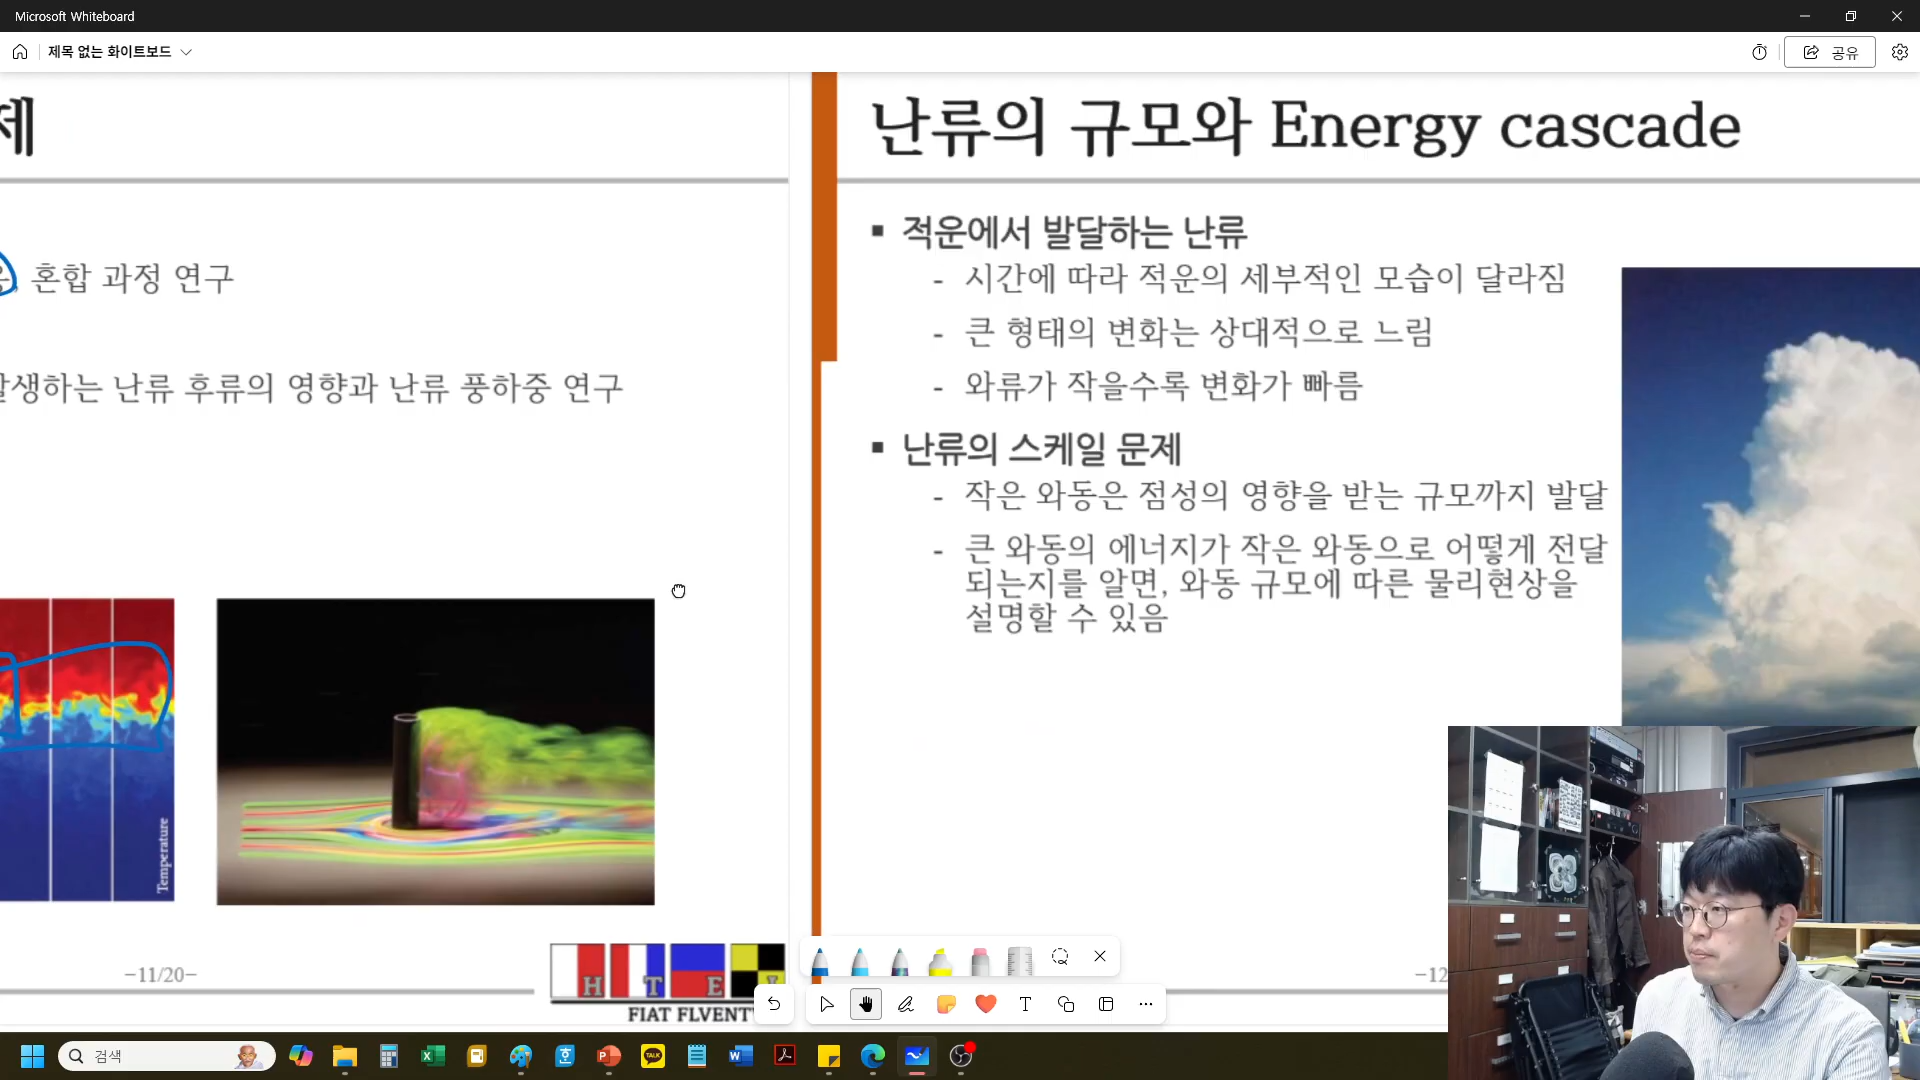 Microsoft Whiteboard
제목 없는 화이트보드
공유
제
혼합 과정 연구
발생하는 난류 후류의 영향과 난류 풍하중 연구
Temperature
-11/20-
H T E L
FIAT FLVENT
난류의 규모와 Energy cascade
▪ 적운에서 발달하는 난류
- 시간에 따라 적운의 세부적인 모습이 달라짐
- 큰 형태의 변화는 상대적으로 느림
- 와류가 작을수록 변화가 빠름
▪ 난류의 스케일 문제
- 작은 와동은 점성의 영향을 받는 규모까지 발달
- 큰 와동의 에너지가 작은 와동으로 어떻게 전달
되는지를 알면, 와동 규모에 따른 물리현상을
설명할 수 있음
-12
검색